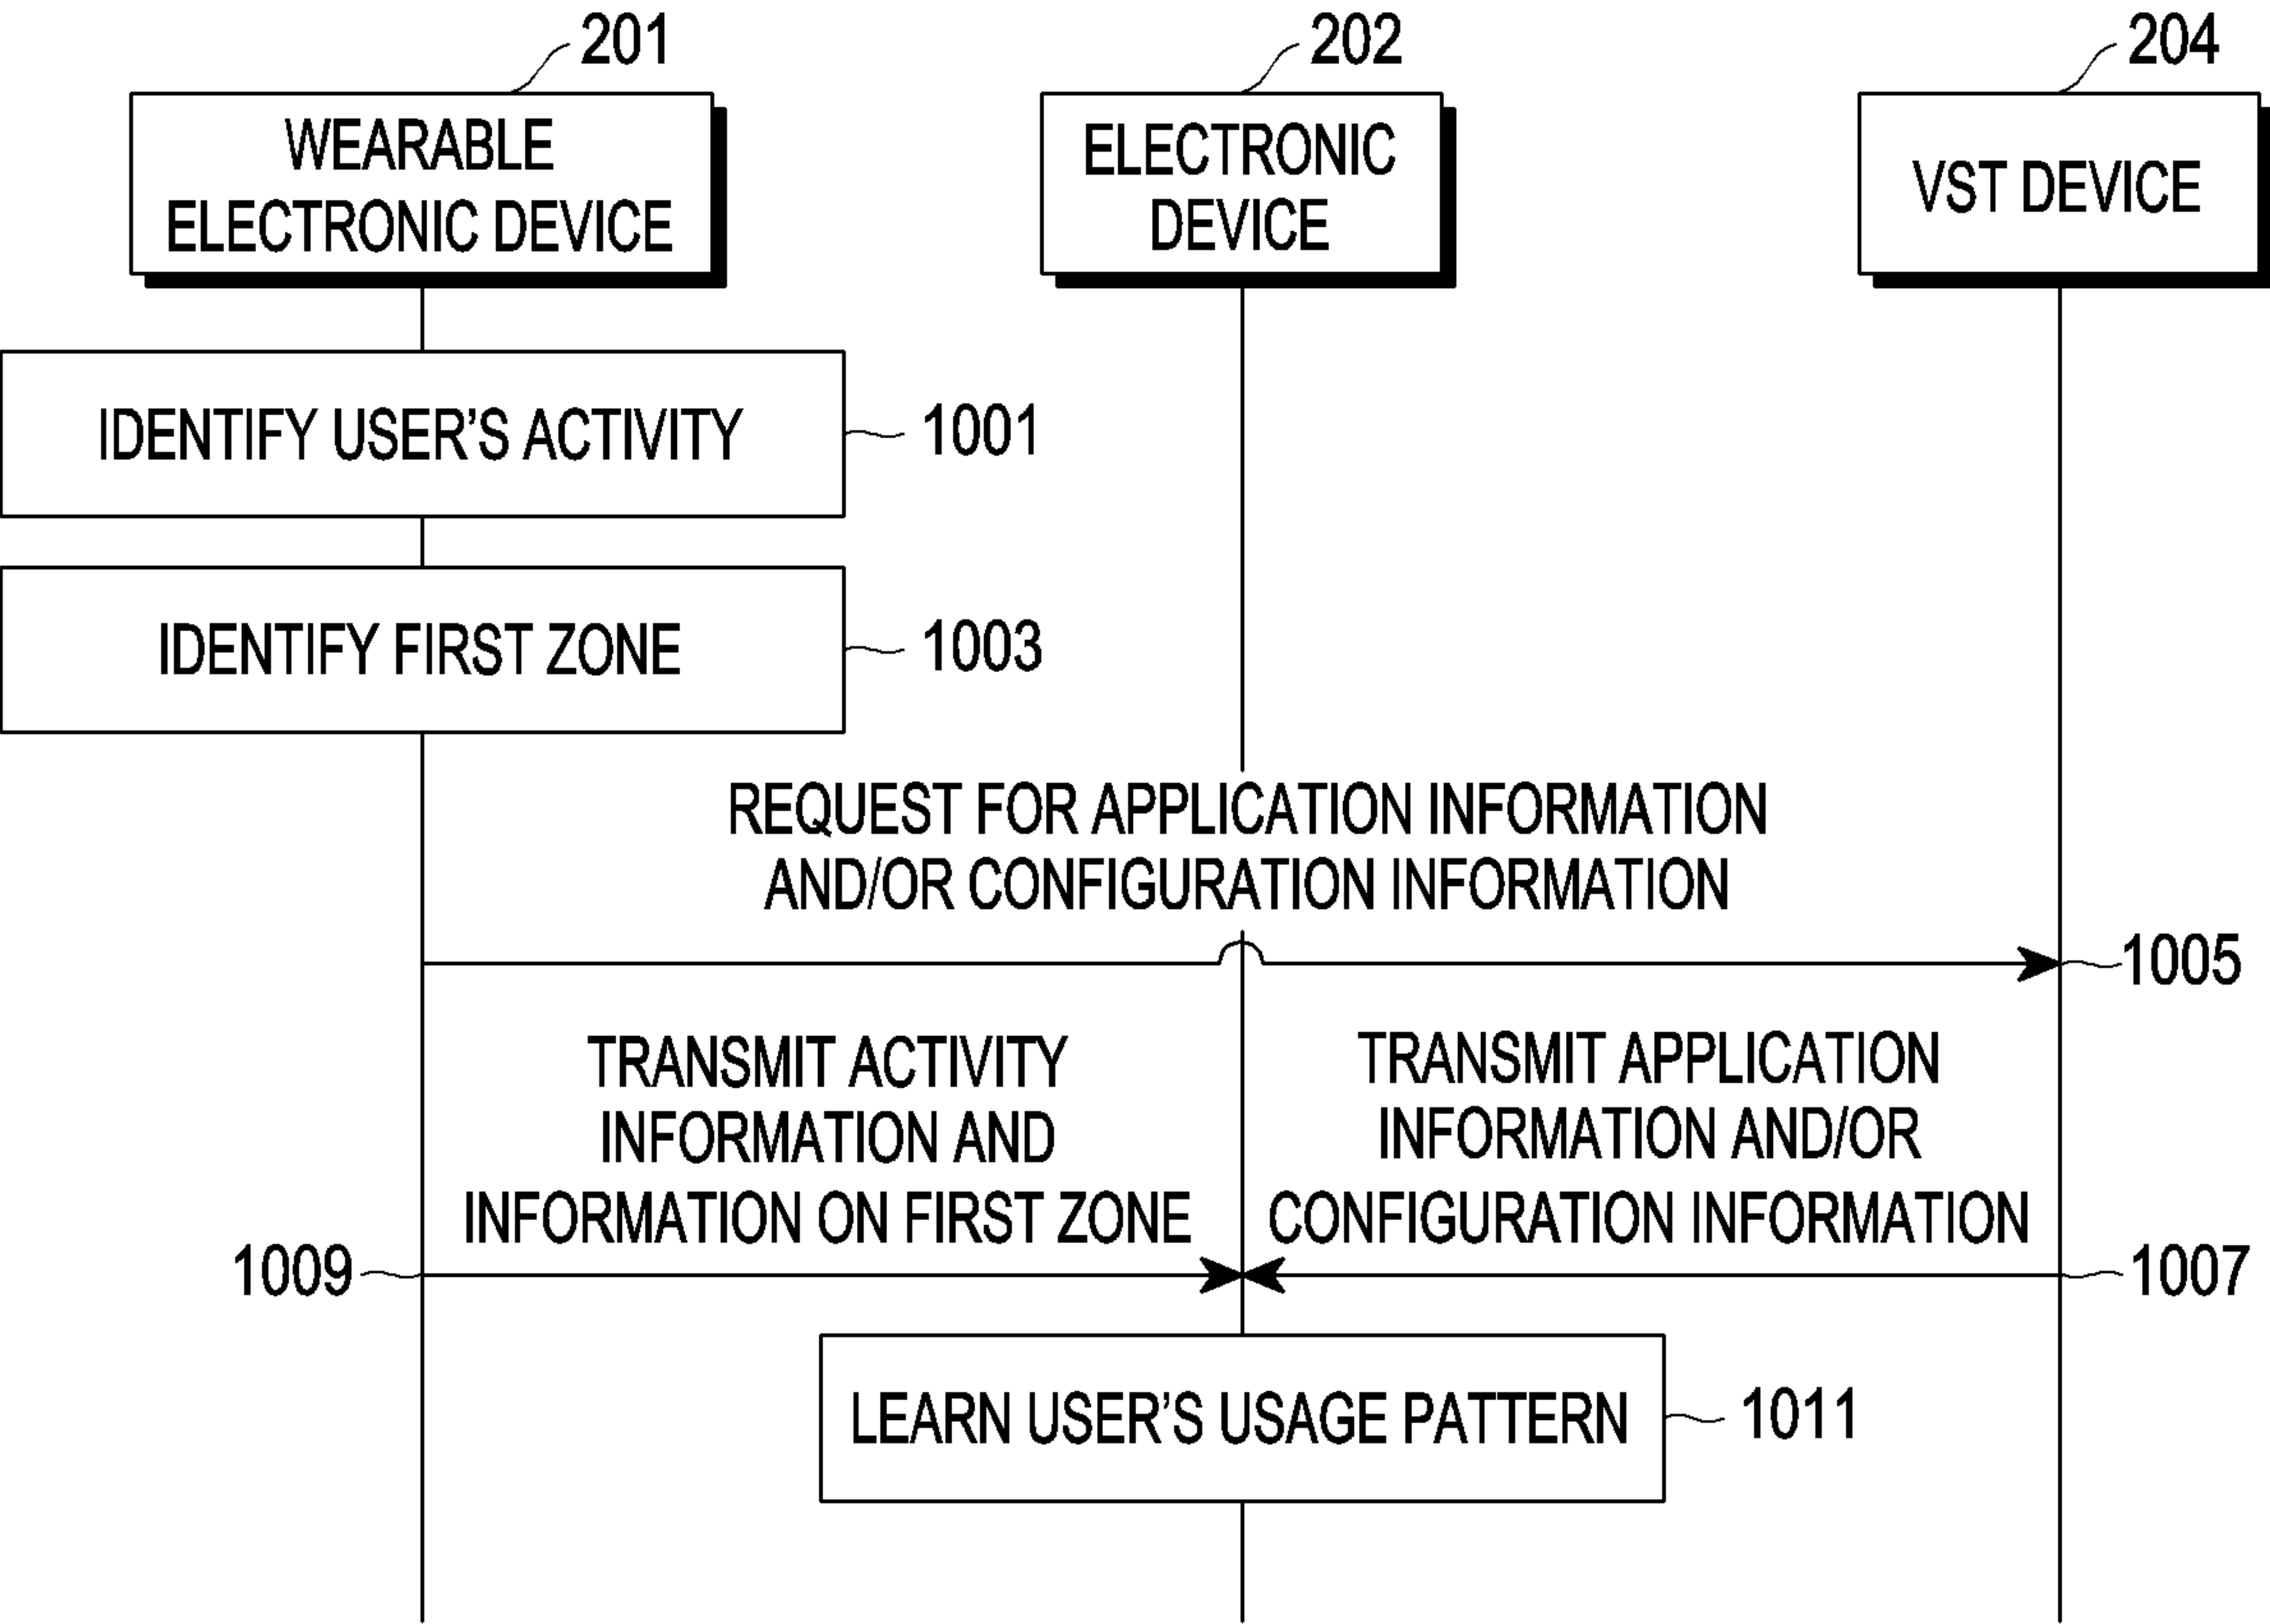 201
202
204
WEARABLE
ELECTRONIC DEVICE
ELECTRONIC
DEVICE
VST DEVICE
IDENTIFY USER'S ACTIVITY
1001
IDENTIFY FIRST ZONE
1003
REQUEST FOR APPLICATION INFORMATION
AND/OR CONFIGURATION INFORMATION
1005
TRANSMIT ACTIVITY
INFORMATION AND
INFORMATION ON FIRST ZONE
1009
TRANSMIT APPLICATION
INFORMATION AND/OR
CONFIGURATION INFORMATION
1007
LEARN USER'S USAGE PATTERN
1011